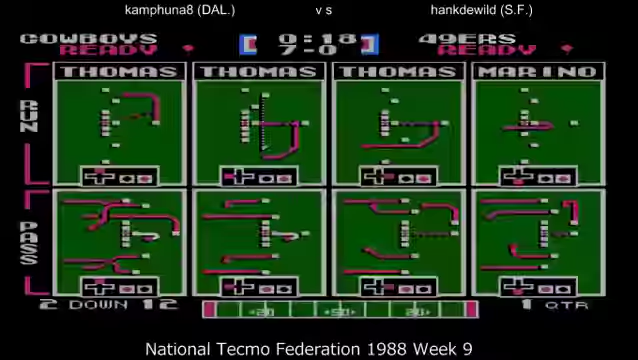 kamphuna8 (DAL.) v s hankdewild (S.F.)
COWBOYS 0:18 49ERS
READY 7-0 READY
THOMAS THOMAS THOMAS MARINO
RUN
PASS
2 DOWN 12 20 50 20 1 QTR
National Tecmo Federation 1988 Week 9